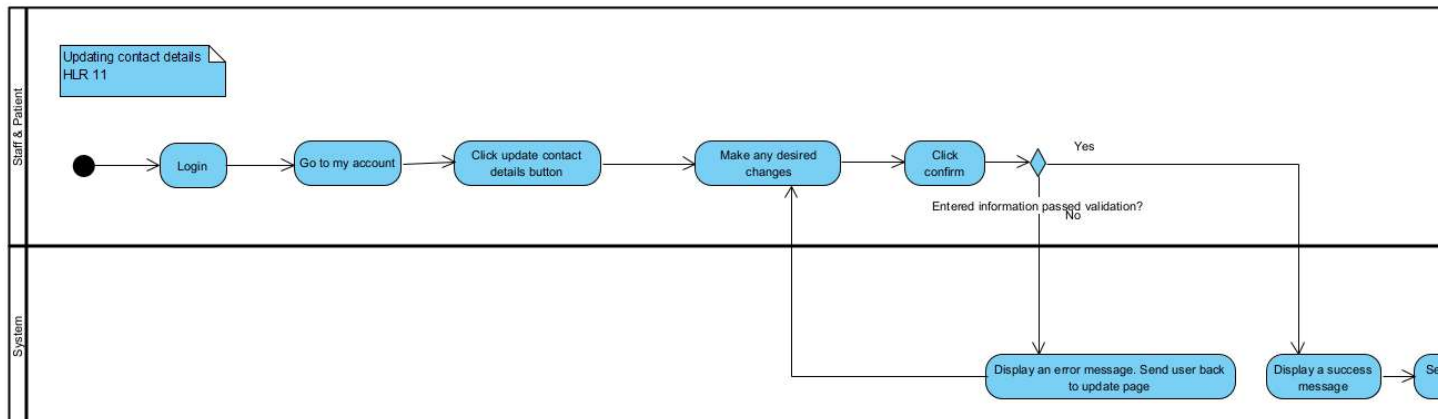 Updating contact details
HLR 11
Staff & Patient
Login
Go to my account
Click update contact
details button
Make any desired
changes
Click
confirm
Yes
Entered information passed validation?
No
System
Display an error message. Send user back
to update page
Display a success
message
Se